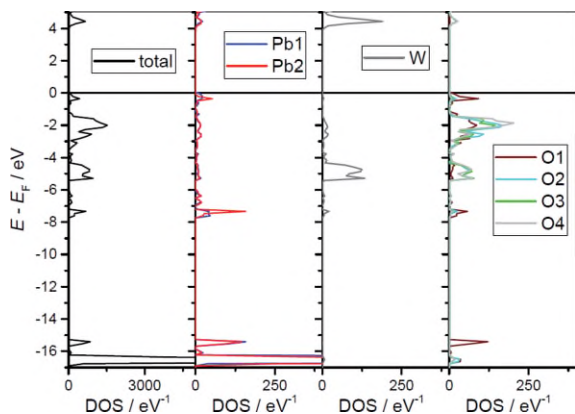 4
2
0
-2
-4
-6
-8
-10
-12
-14
-16
E - E_F / eV
total
Pb1
Pb2
W
O1
O2
O3
O4
0 3000
0 250
0 250
0 250
DOS / eV⁻¹ DOS / eV⁻¹ DOS / eV⁻¹ DOS / eV⁻¹